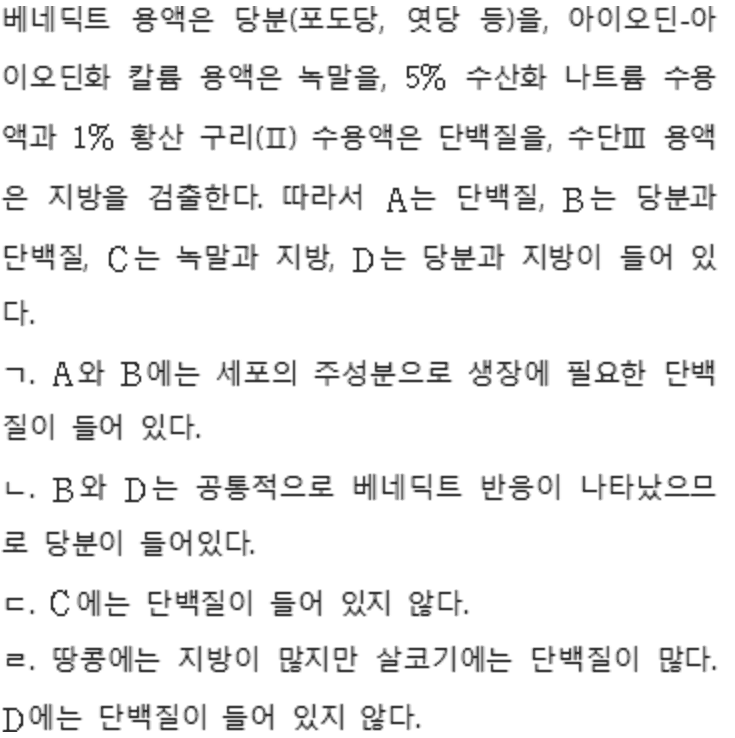 베네딕트 용액은 당분(포도당, 엿당 등)을, 아이오딘-아
이오딘화 칼륨 용액은 녹말을, 5% 수산화 나트륨 수용
액과 1% 황산 구리(Ⅱ) 수용액은 단백질을, 수단Ⅲ 용액
은 지방을 검출한다. 따라서 A는 단백질, B는 당분과
단백질, C는 녹말과 지방, D는 당분과 지방이 들어 있
다.
ㄱ. A와 B에는 세포의 주성분으로 생장에 필요한 단백
질이 들어 있다.
ㄴ. B와 D는 공통적으로 베네딕트 반응이 나타났으므
로 당분이 들어있다.
ㄷ. C에는 단백질이 들어 있지 않다.
ㄹ. 땅콩에는 지방이 많지만 살코기에는 단백질이 많다.
D에는 단백질이 들어 있지 않다.